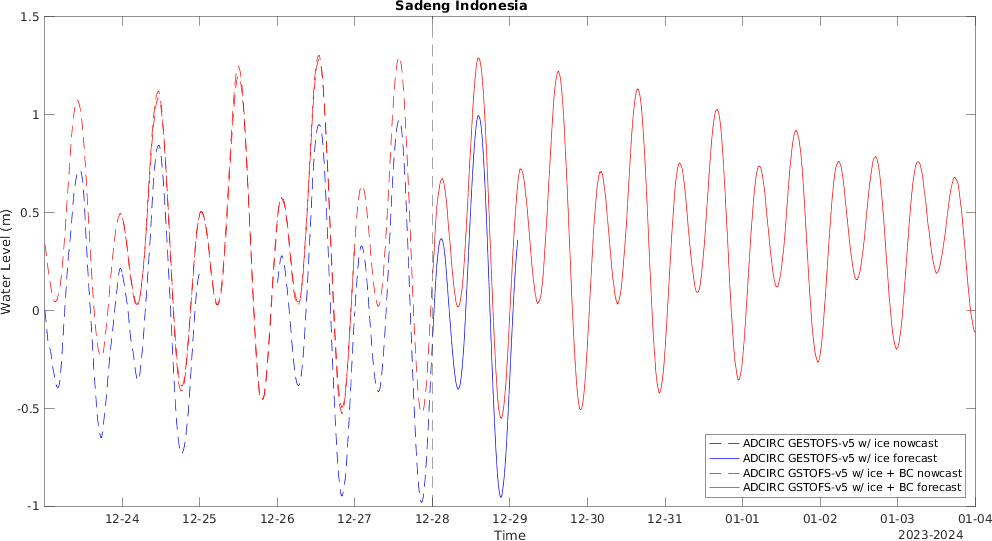 Sadeng Indonesia
1.5
1
0.5
0
-0.5
-1
Water Level (m)
ADCIRC GESTOFS-v5 w/ ice nowcast
ADCIRC GESTOFS-v5 w/ ice forecast
ADCIRC GSTOFS-v5 w/ ice + BC nowcast
ADCIRC GSTOFS-v5 w/ ice + BC forecast
12-24 12-25 12-26 12-27 12-28 12-29 12-30 12-31 01-01 01-02 01-03 01-04
Time
2023-2024